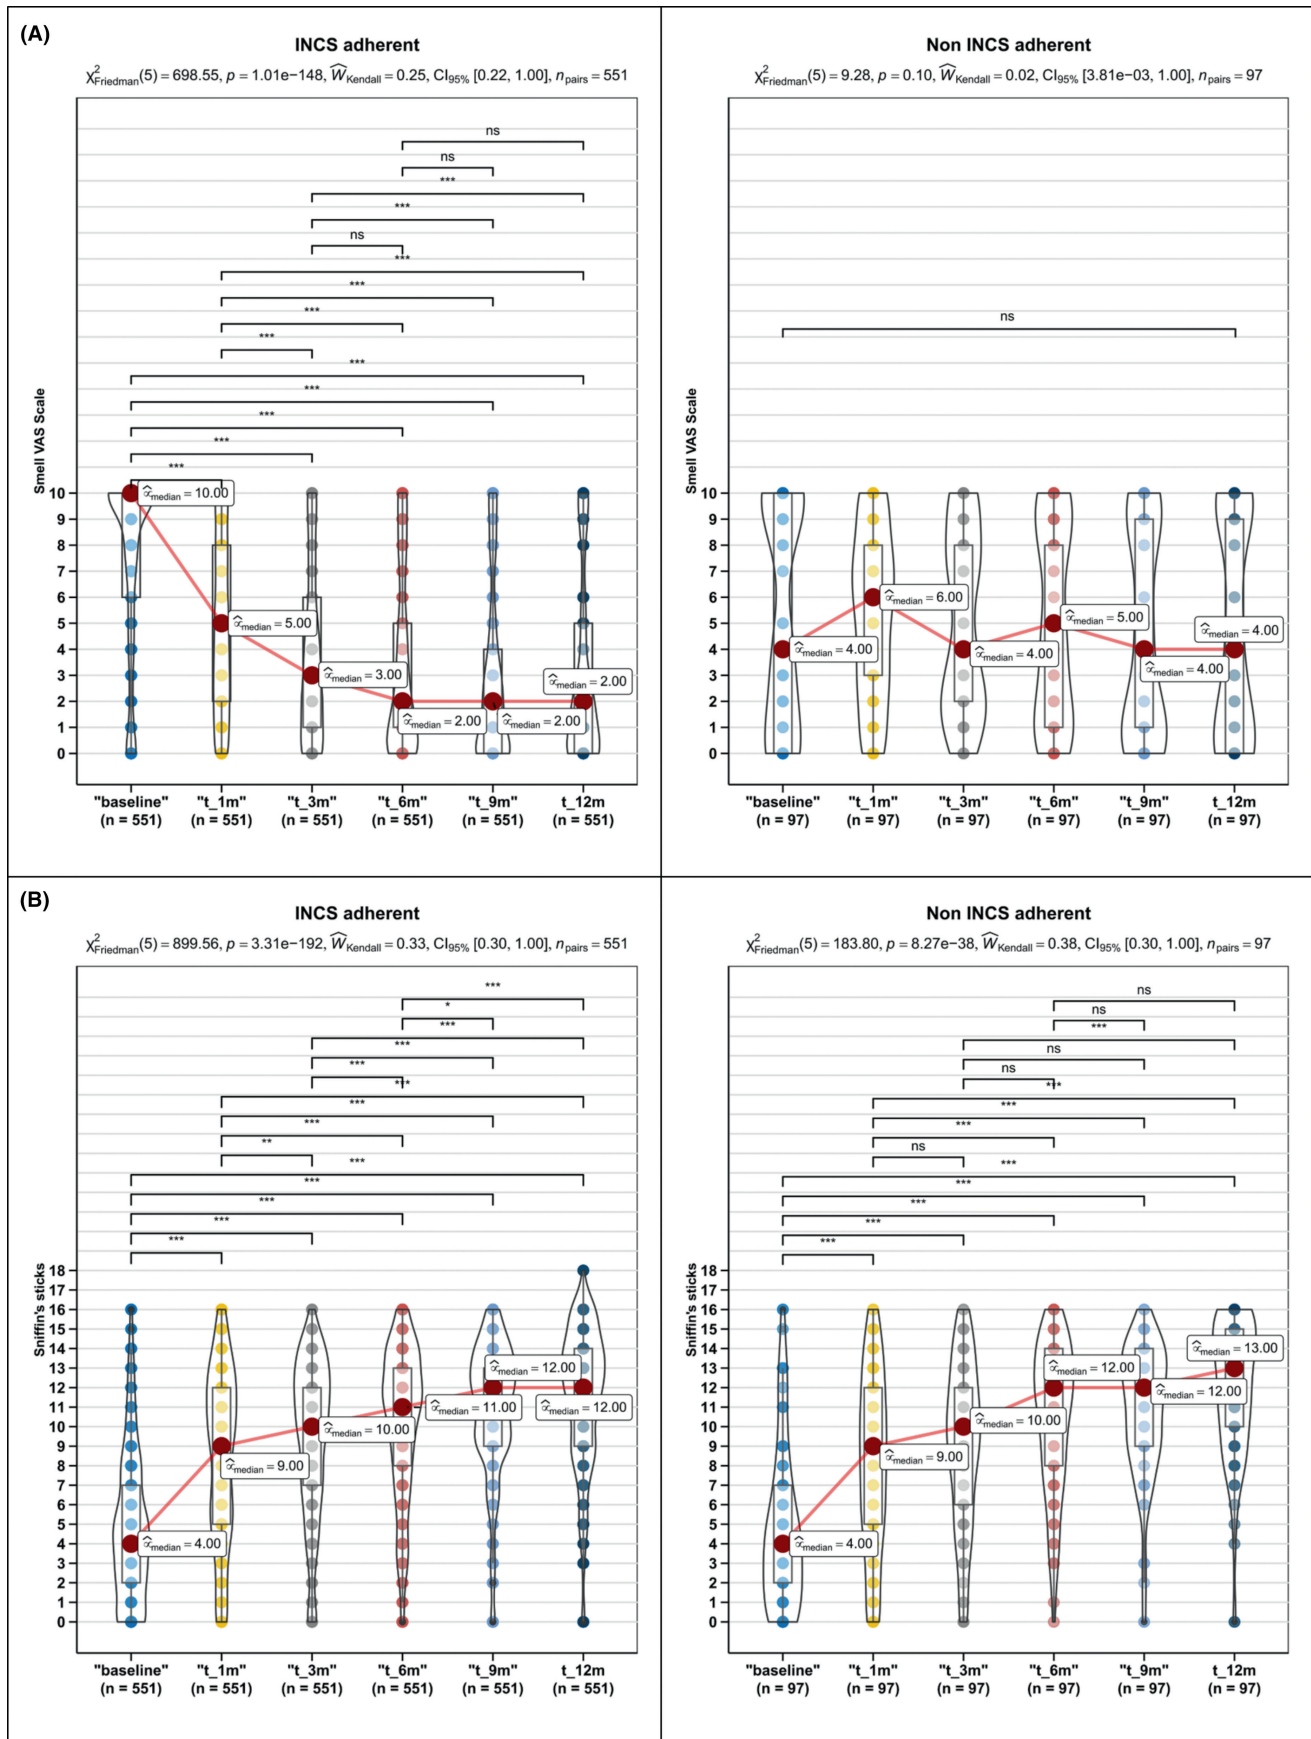 (A)
INCS adherent
χ²Friedman(5) = 698.55, p = 1.01e−148, ŴKendall = 0.25, CI95% [0.22, 1.00], npairs = 551
ns
ns
***
***
ns
***
***
***
***
***
***
***
***
***
Smell VAS Scale
10
9
8
7
6
5
4
3
2
1
0
μ̂median = 10.00
μ̂median = 5.00
μ̂median = 3.00
μ̂median = 2.00
μ̂median = 2.00
μ̂median = 2.00
"baseline" "t_1m" "t_3m" "t_6m" "t_9m" t_12m
(n = 551) (n = 551) (n = 551) (n = 551) (n = 551) (n = 551)
Non INCS adherent
χ²Friedman(5) = 9.28, p = 0.10, ŴKendall = 0.02, CI95% [3.81e−03, 1.00], npairs = 97
ns
Smell VAS Scale
10
9
8
7
6
5
4
3
2
1
0
μ̂median = 4.00
μ̂median = 6.00
μ̂median = 4.00
μ̂median = 5.00
μ̂median = 4.00
μ̂median = 4.00
"baseline" "t_1m" "t_3m" "t_6m" "t_9m" t_12m
(n = 97) (n = 97) (n = 97) (n = 97) (n = 97) (n = 97)
(B)
INCS adherent
χ²Friedman(5) = 899.56, p = 3.31e−192, ŴKendall = 0.33, CI95% [0.30, 1.00], npairs = 551
***
*
***
***
***
***
***
***
**
***
***
***
***
***
Sniffin's sticks
18
17
16
15
14
13
12
11
10
9
8
7
6
5
4
3
2
1
0
μ̂median = 4.00
μ̂median = 9.00
μ̂median = 10.00
μ̂median = 11.00
μ̂median = 12.00
μ̂median = 12.00
"baseline" "t_1m" "t_3m" "t_6m" "t_9m" t_12m
(n = 551) (n = 551) (n = 551) (n = 551) (n = 551) (n = 551)
Non INCS adherent
χ²Friedman(5) = 183.80, p = 8.27e−38, ŴKendall = 0.38, CI95% [0.30, 1.00], npairs = 97
ns
ns
***
ns
ns
***
***
***
ns
***
***
***
***
***
Sniffin's sticks
18
17
16
15
14
13
12
11
10
9
8
7
6
5
4
3
2
1
0
μ̂median = 4.00
μ̂median = 9.00
μ̂median = 10.00
μ̂median = 12.00
μ̂median = 12.00
μ̂median = 13.00
"baseline" "t_1m" "t_3m" "t_6m" "t_9m" t_12m
(n = 97) (n = 97) (n = 97) (n = 97) (n = 97) (n = 97)